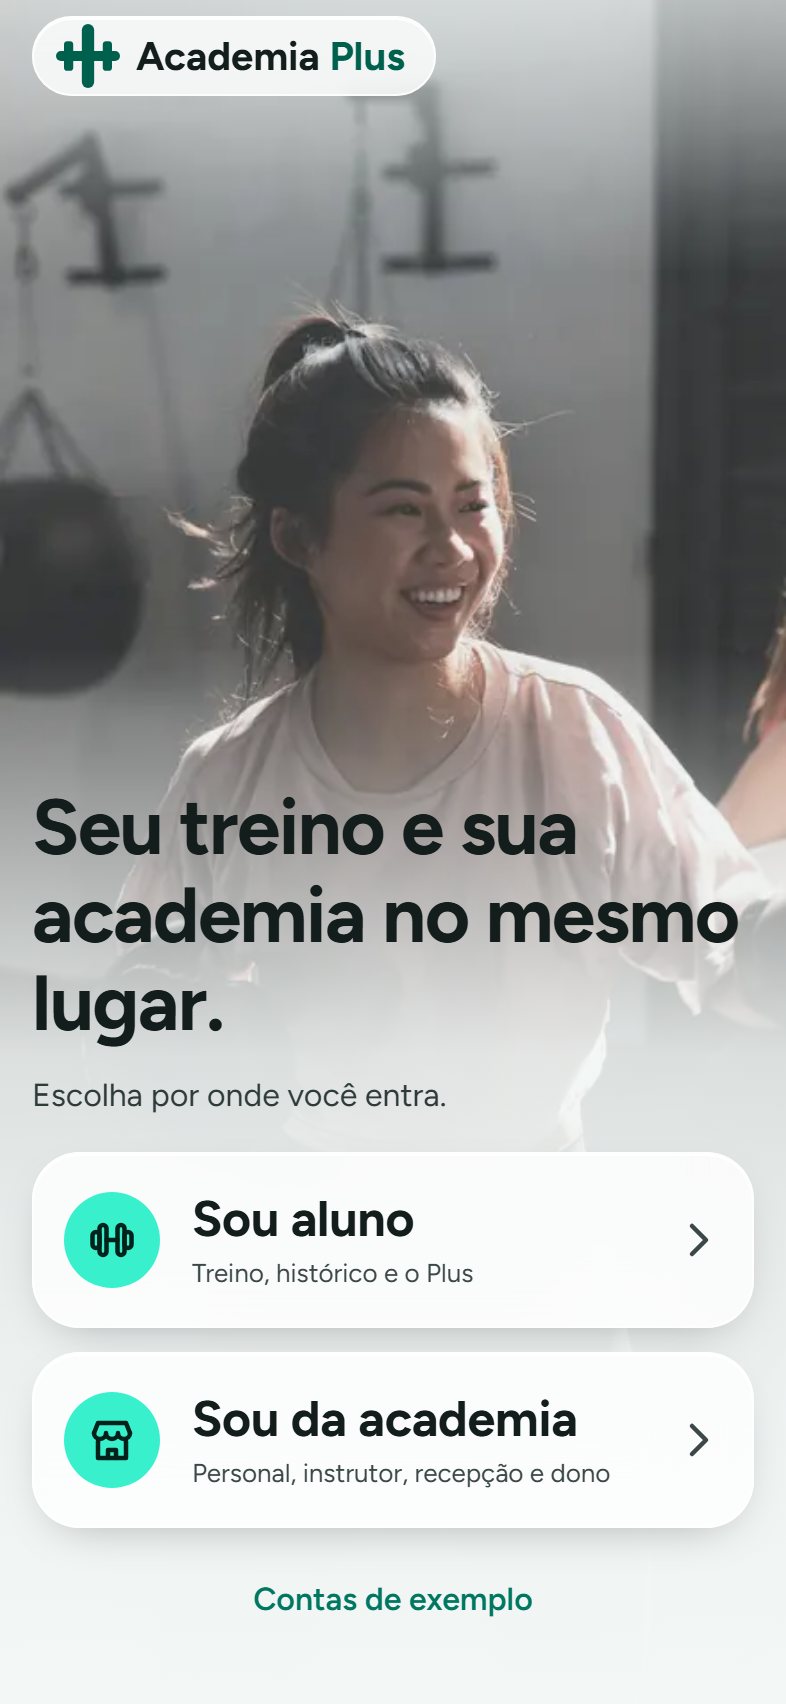 Academia Plus
Seu treino e sua
academia no mesmo
lugar.
Escolha por onde você entra.
Sou aluno
Treino, histórico e o Plus
Sou da academia
Personal, instrutor, recepção e dono
Contas de exemplo